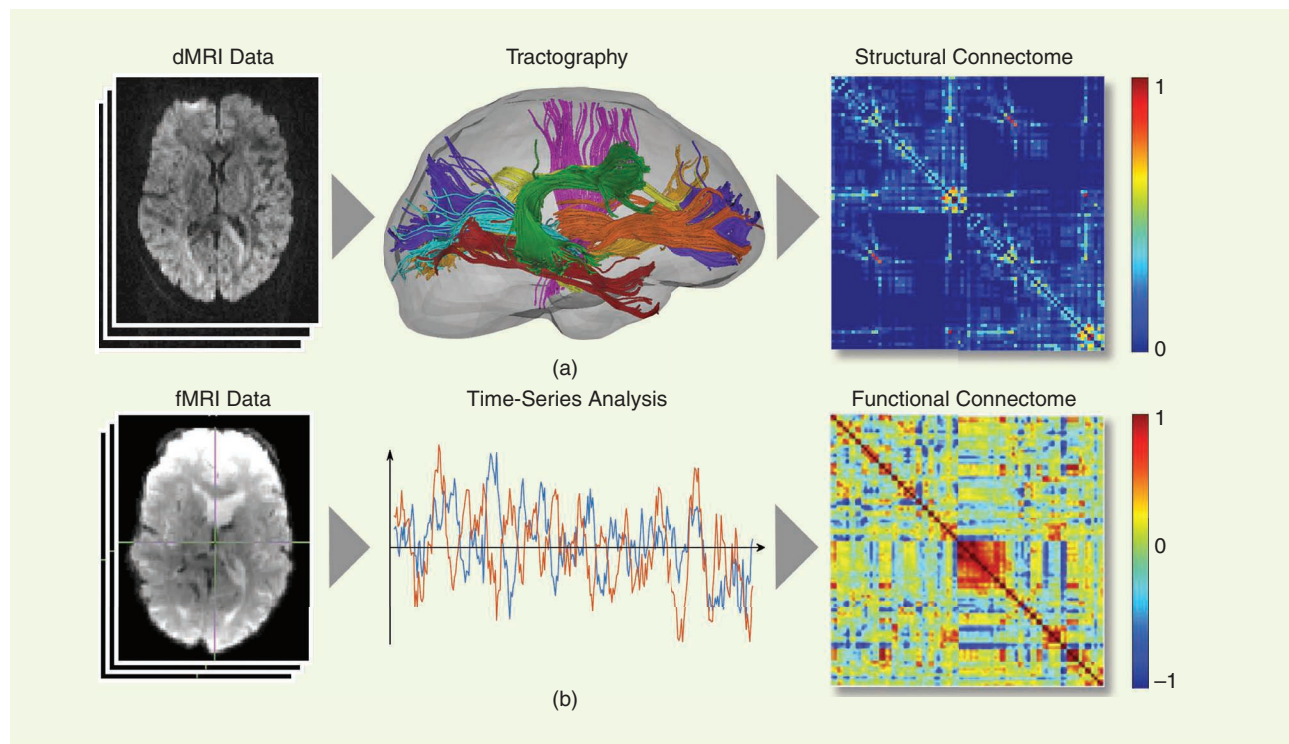 dMRI Data
Tractography
Structural Connectome
1
0
(a)
fMRI Data
Time-Series Analysis
Functional Connectome
1
0
–1
(b)